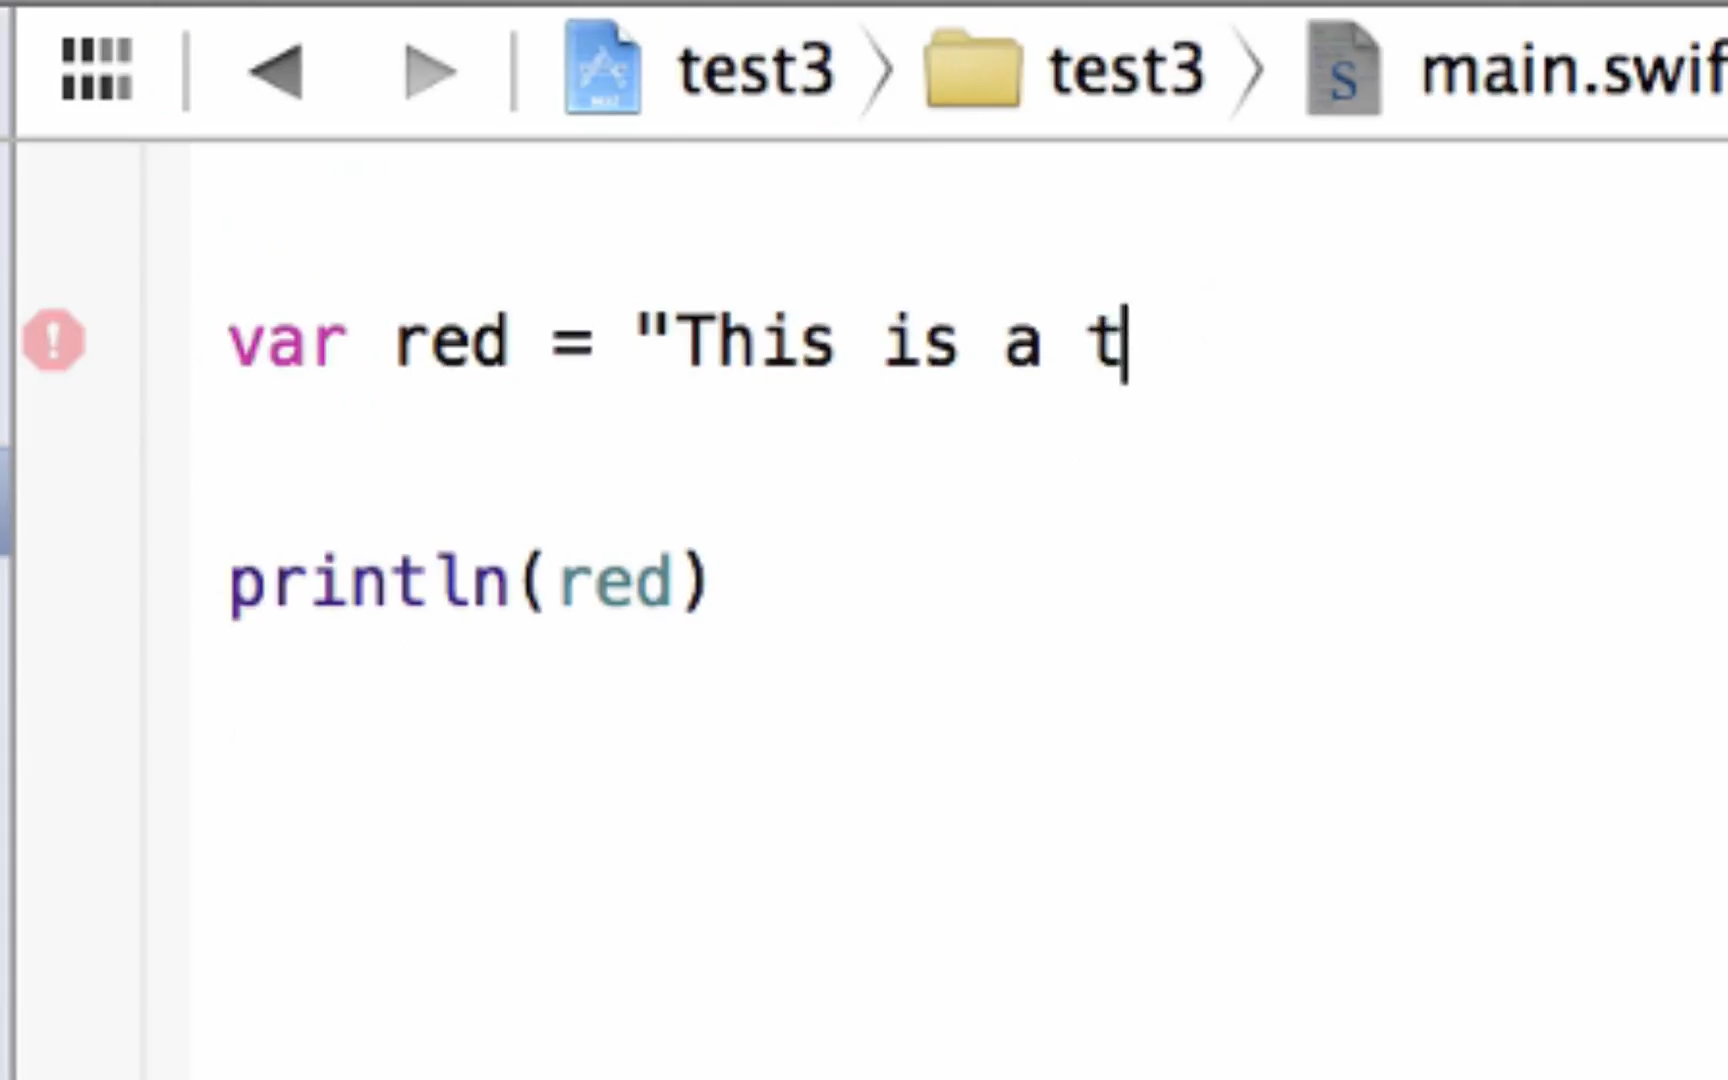 test3 test3 main.swif
var red = "This is a t
println(red)